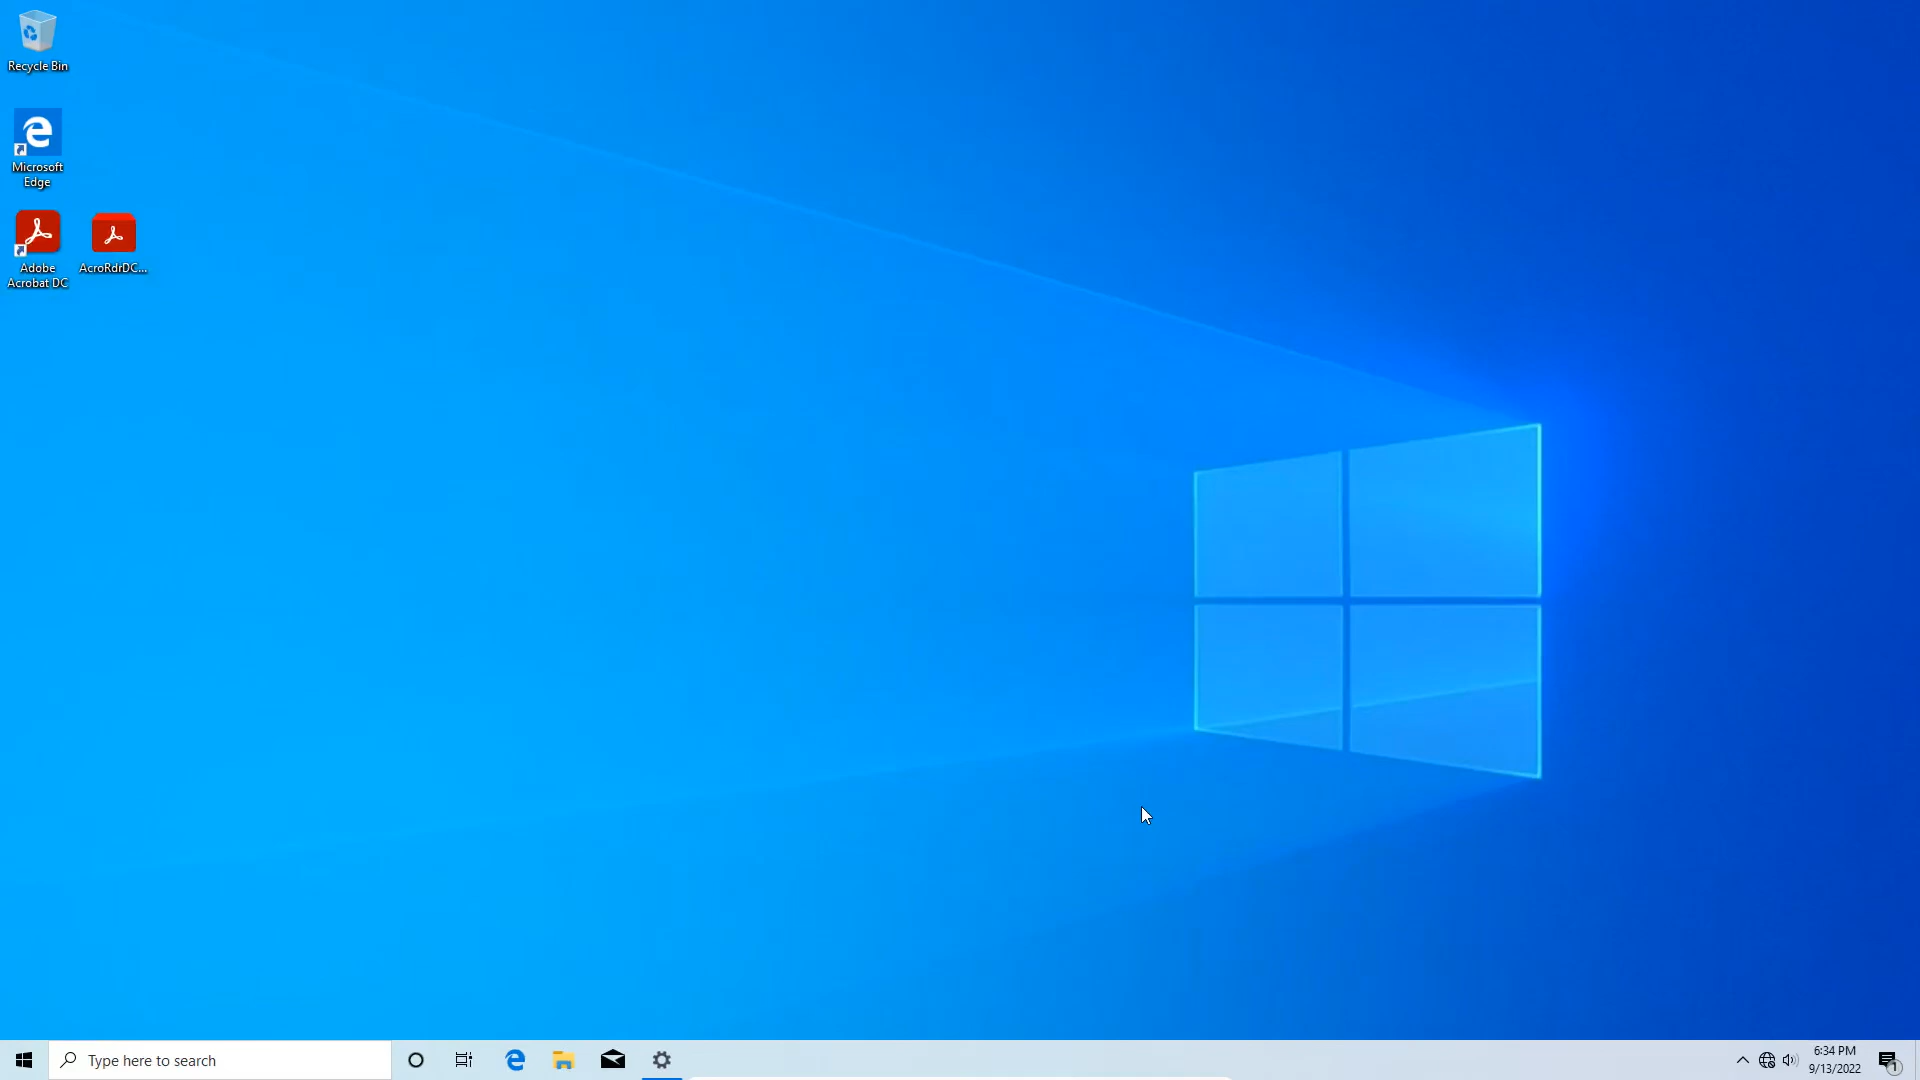 Recycle Bin
Microsoft
Edge
Adobe
Acrobat DC
AcroRdrDC...
Type here to search
6:34 PM
9/13/2022
1